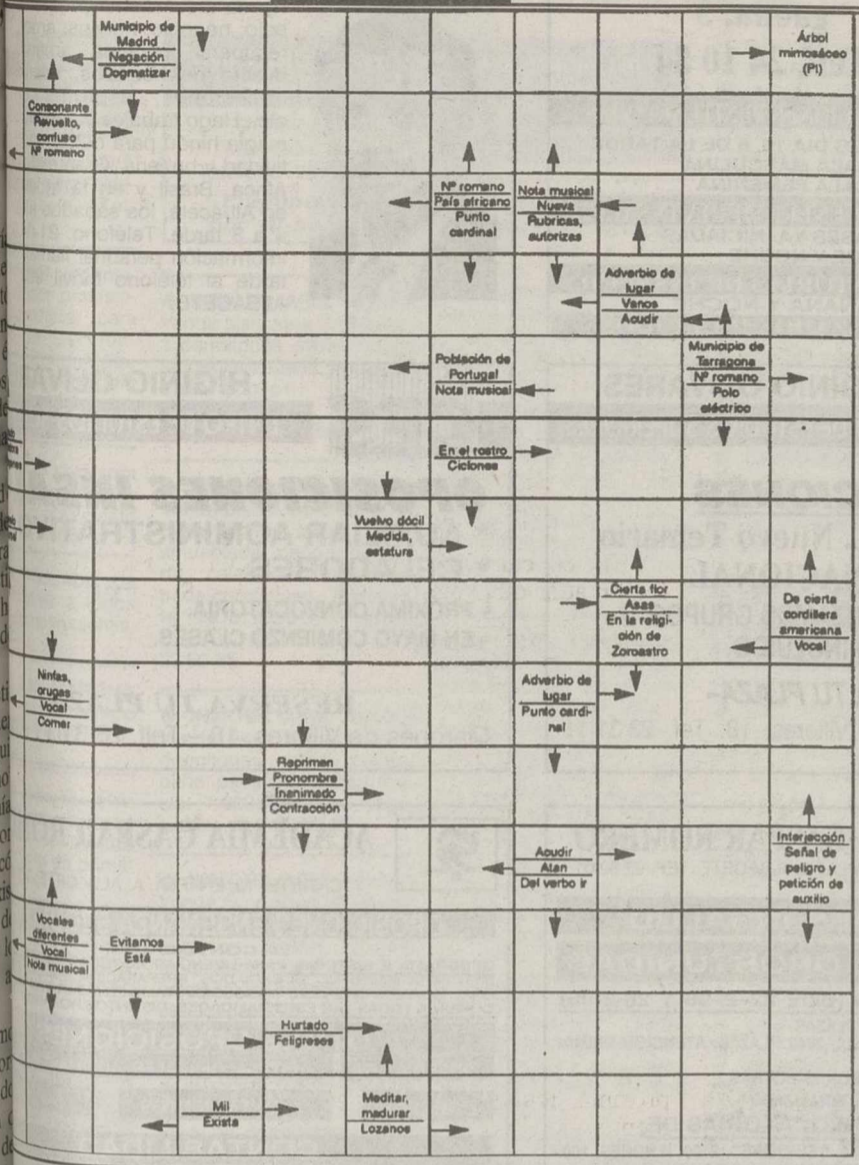 Municipio de
Madrid
Negación
Dogmatizar
Árbol
mimosáceo
(Pl)
Consonante
Revuelto,
confuso
Nº romano
Nº romano
País africano
Punto
cardinal
Nota musical
Nueva
Rubricas,
autorizas
Adverbio de
lugar
Vanos
Acudir
Población de
Portugal
Nota musical
Municipio de
Tarragona
Nº romano
Polo
eléctrico
En el rostro
Ciclones
Vuelvo dócil
Medida,
estatura
Cierta flor
Asas
En la religi-
ón de
Zoroastro
De cierta
cordillera
americana
Vocal
Ninfas,
orugas
Vocal
Comer
Adverbio de
lugar
Punto cardi-
nal
Reprimen
Pronombre
Inanimado
Contracción
Acudir
Atan
Del verbo ir
Interjección
Señal de
peligro y
petición de
auxilio
Vocales
diferentes
Vocal
Nota musical
Evitamos
Está
Hurtado
Feligreses
Mil
Exista
Meditar,
madurar
Lozanos